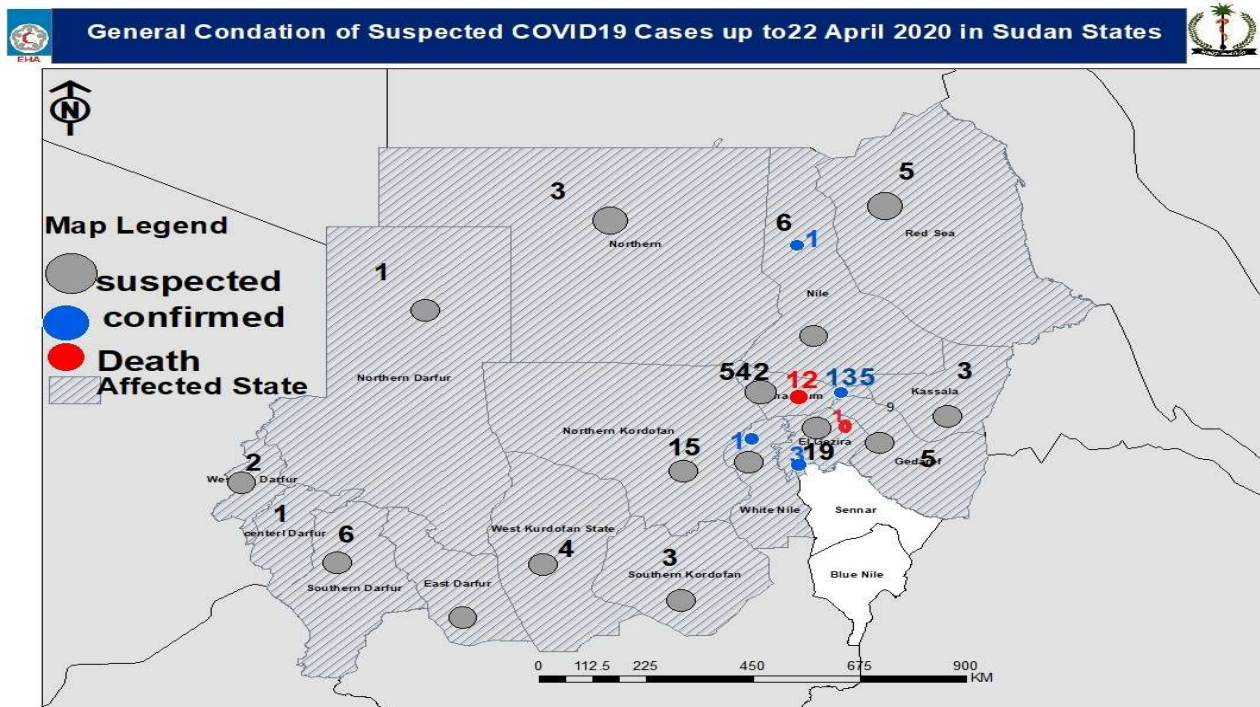 General Condation of Suspected COVID19 Cases up to22 April 2020 in Sudan States
EHA
N
Map Legend
suspected
confirmed
Death
Affected State
3
Northern
5
Red Sea
6
1
Nile
1
Northern Darfur
542
12
135
3
Kassala
9
1
El Gezira
Northern Kordofan
15
1
3
19
5
2
Darfur
1
centerl Darfur
6
White Nile
Sennar
West Kurdofan State
4
3
Southern Kordofan
East Darfur
Southern Darfur
Blue Nile
0 112.5 225 450 675 900
KM